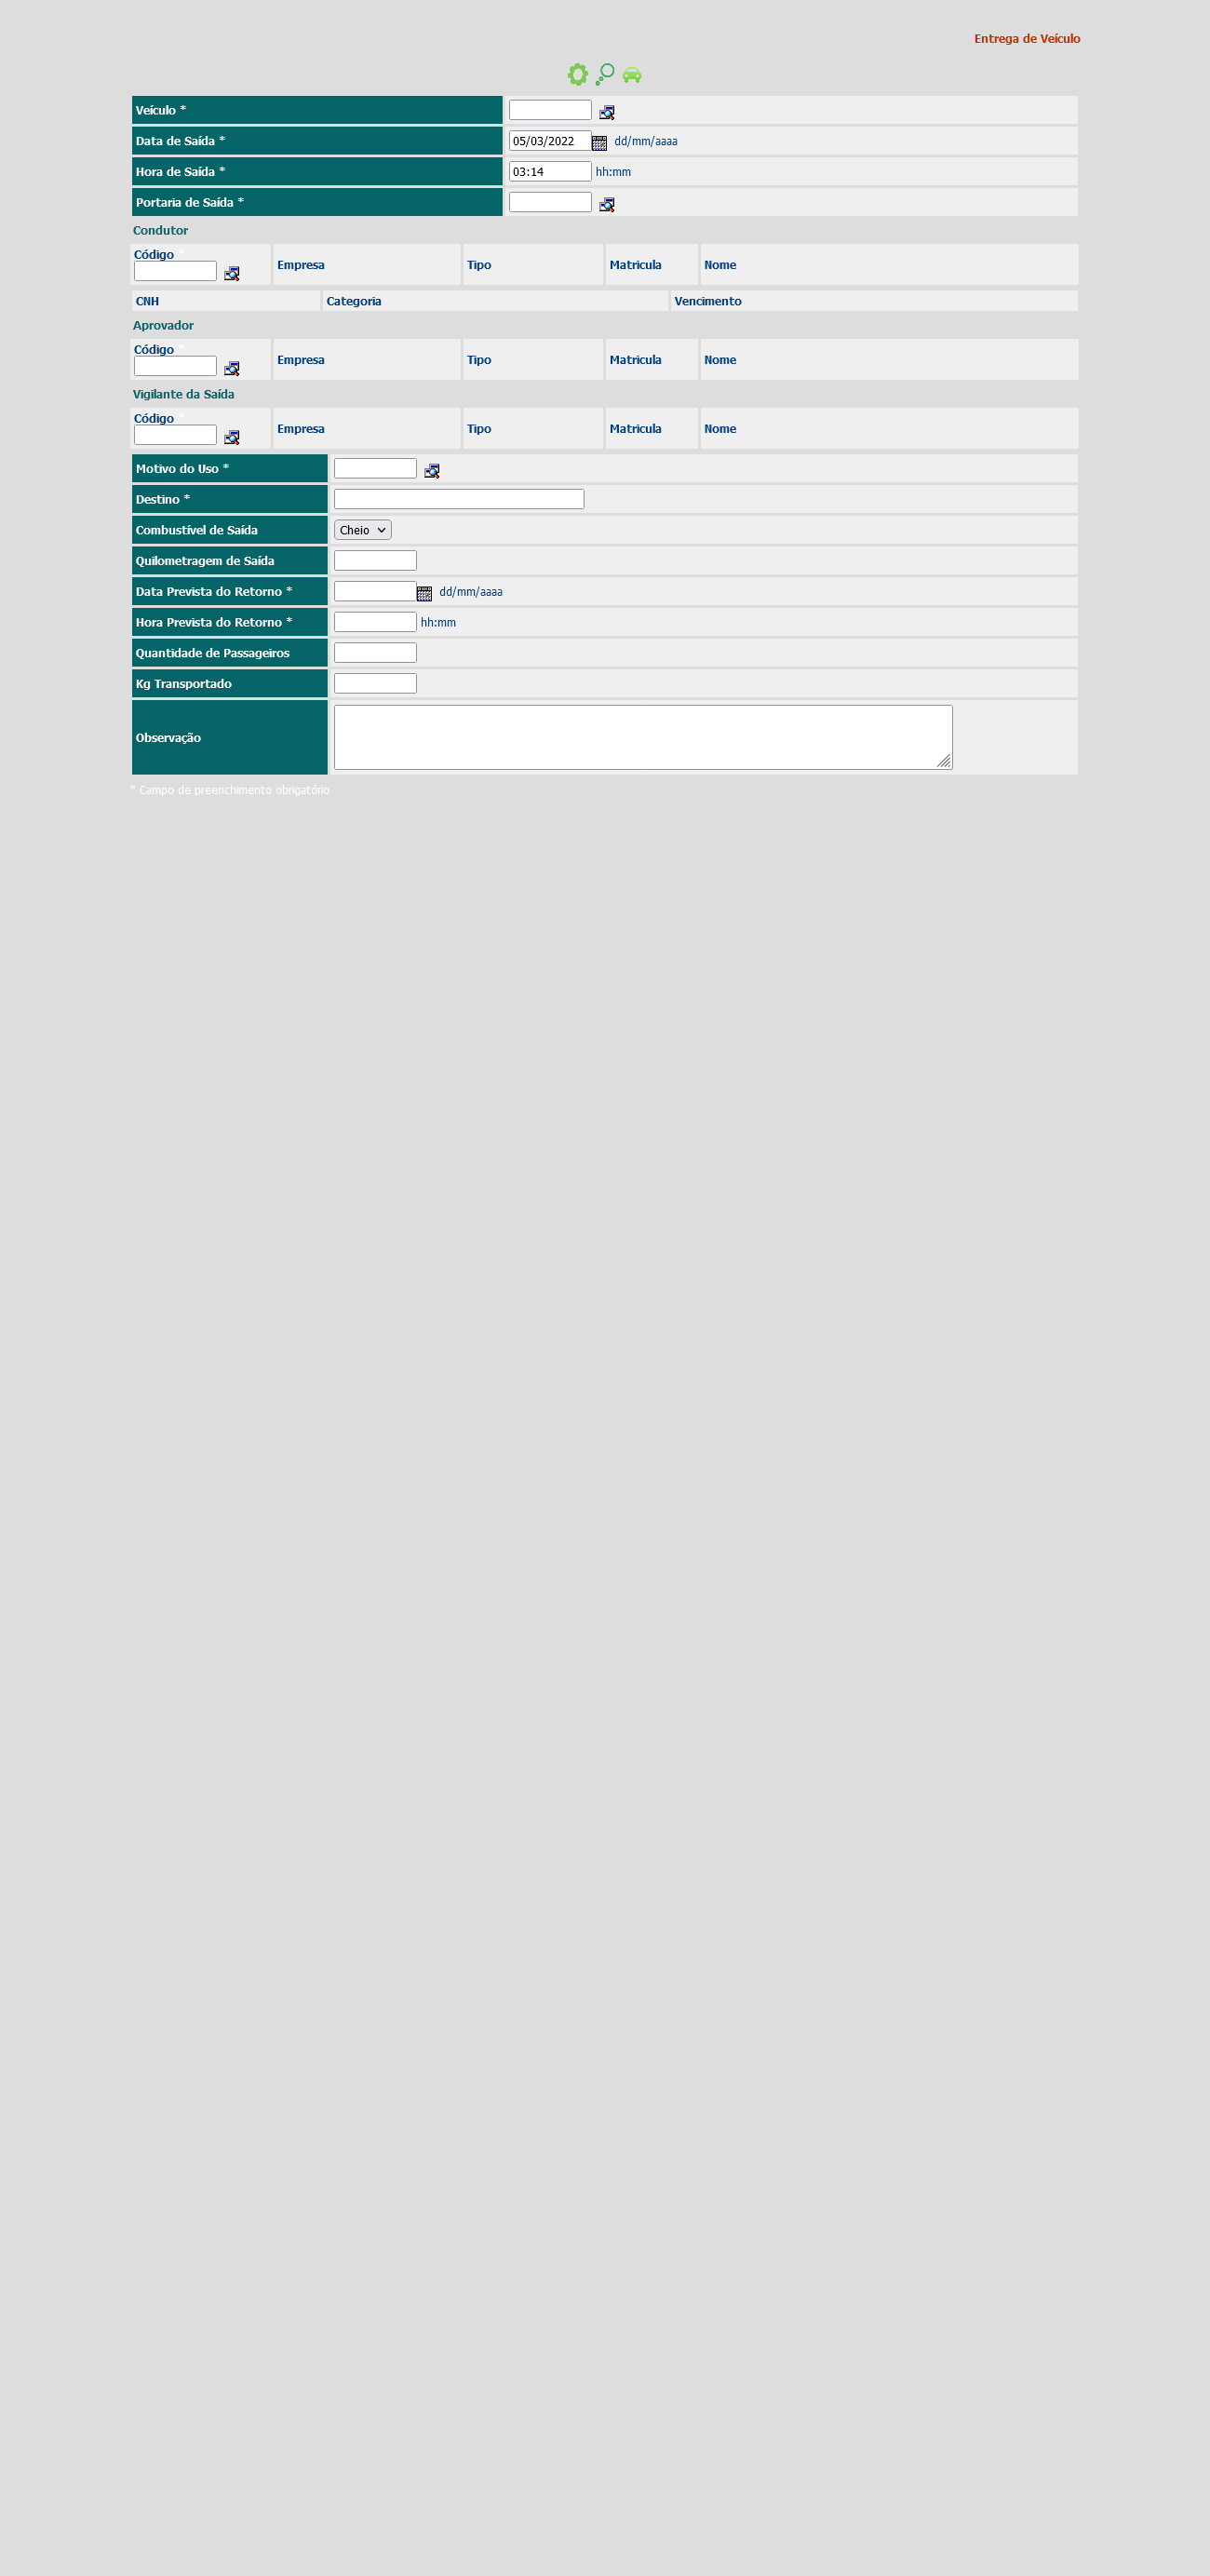 Entrega de Veículo
Veículo *
Data de Saída * 05/03/2022 dd/mm/aaaa
Hora de Saída * 03:14 hh:mm
Portaria de Saída *
Condutor
Código *
Empresa Tipo Matricula Nome
CNH Categoria Vencimento
Aprovador
Código *
Empresa Tipo Matricula Nome
Vigilante da Saída
Código *
Empresa Tipo Matricula Nome
Motivo do Uso *
Destino *
Combustível de Saída Cheio
Quilometragem de Saída
Data Prevista do Retorno * dd/mm/aaaa
Hora Prevista do Retorno * hh:mm
Quantidade de Passageiros
Kg Transportado
Observação
* Campo de preenchimento obrigatório